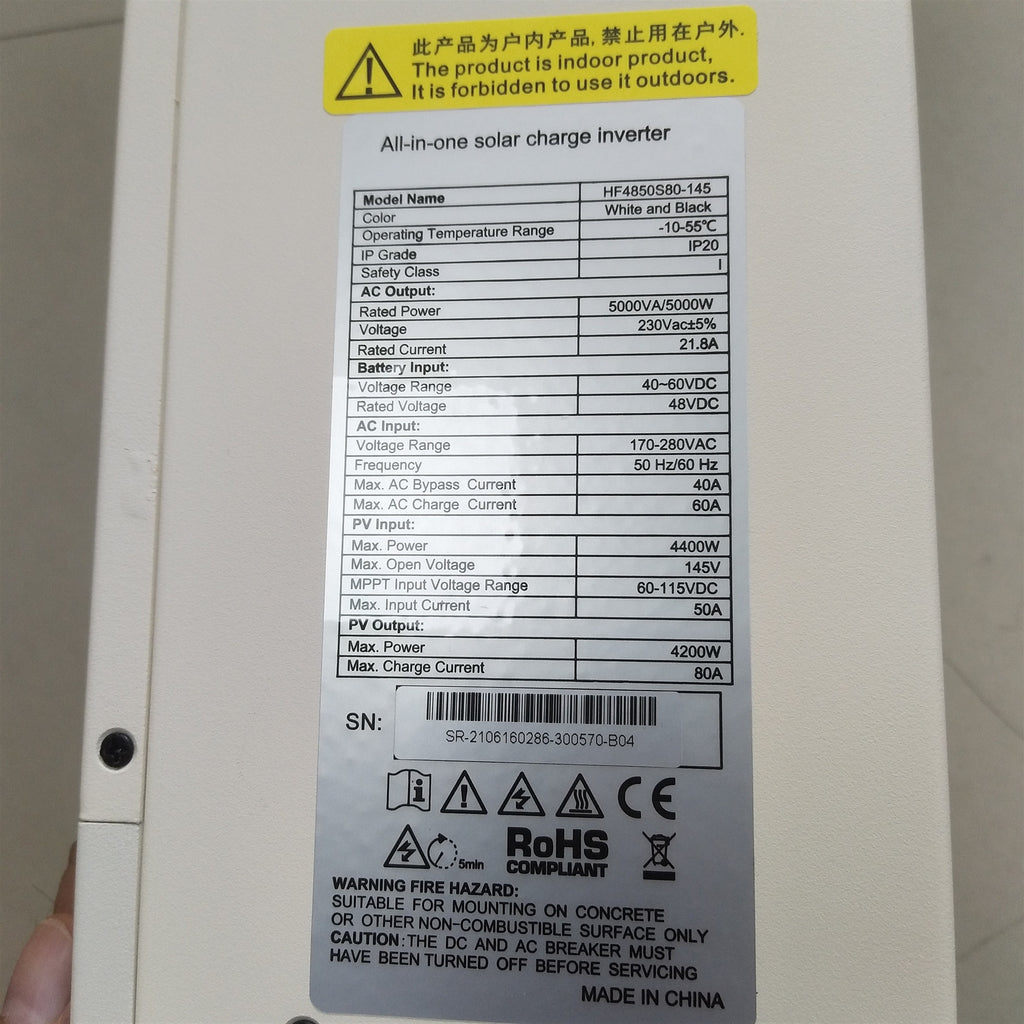 此产品为户内产品,禁止用在户外.
The product is indoor product,
It is forbidden to use it outdoors.
All-in-one solar charge inverter
Model Name HF4850S80-145
Color White and Black
Operating Temperature Range -10-55℃
IP Grade IP20
Safety Class I
AC Output:
Rated Power 5000VA/5000W
Voltage 230Vac±5%
Rated Current 21.8A
Battery Input:
Voltage Range 40~60VDC
Rated Voltage 48VDC
AC Input:
Voltage Range 170-280VAC
Frequency 50 Hz/60 Hz
Max. AC Bypass Current 40A
Max. AC Charge Current 60A
PV Input:
Max. Power 4400W
Max. Open Voltage 145V
MPPT Input Voltage Range 60-115VDC
Max. Input Current 50A
PV Output:
Max. Power 4200W
Max. Charge Current 80A
SN: SR-2106160286-300570-B04
CE
5min RoHS
COMPLIANT
WARNING FIRE HAZARD:
SUITABLE FOR MOUNTING ON CONCRETE
OR OTHER NON-COMBUSTIBLE SURFACE ONLY
CAUTION:THE DC AND AC BREAKER MUST
HAVE BEEN TURNED OFF BEFORE SERVICING
MADE IN CHINA